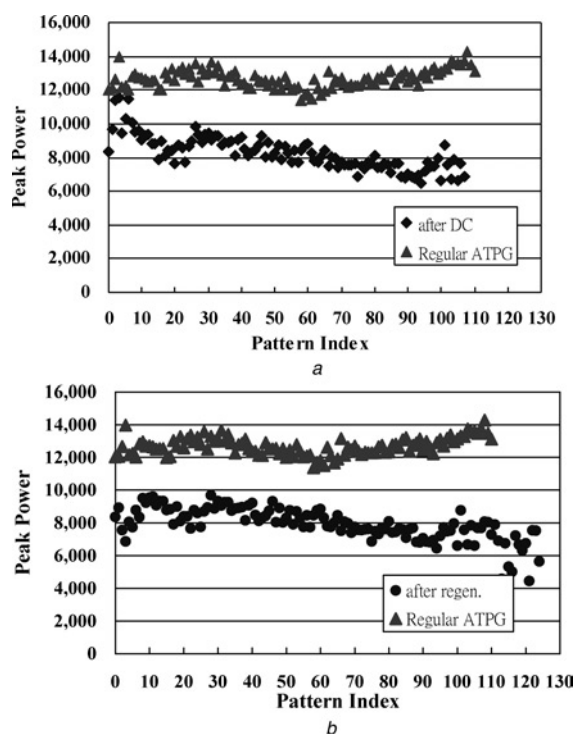 16,000
14,000
12,000
10,000
8,000
6,000
4,000
2,000
0
Peak Power
after DC
Regular ATPG
0 10 20 30 40 50 60 70 80 90 100 110 120 130
Pattern Index
a
16,000
14,000
12,000
10,000
8,000
6,000
4,000
2,000
0
Peak Power
after regen.
Regular ATPG
0 10 20 30 40 50 60 70 80 90 100 110 120 130
Pattern Index
b